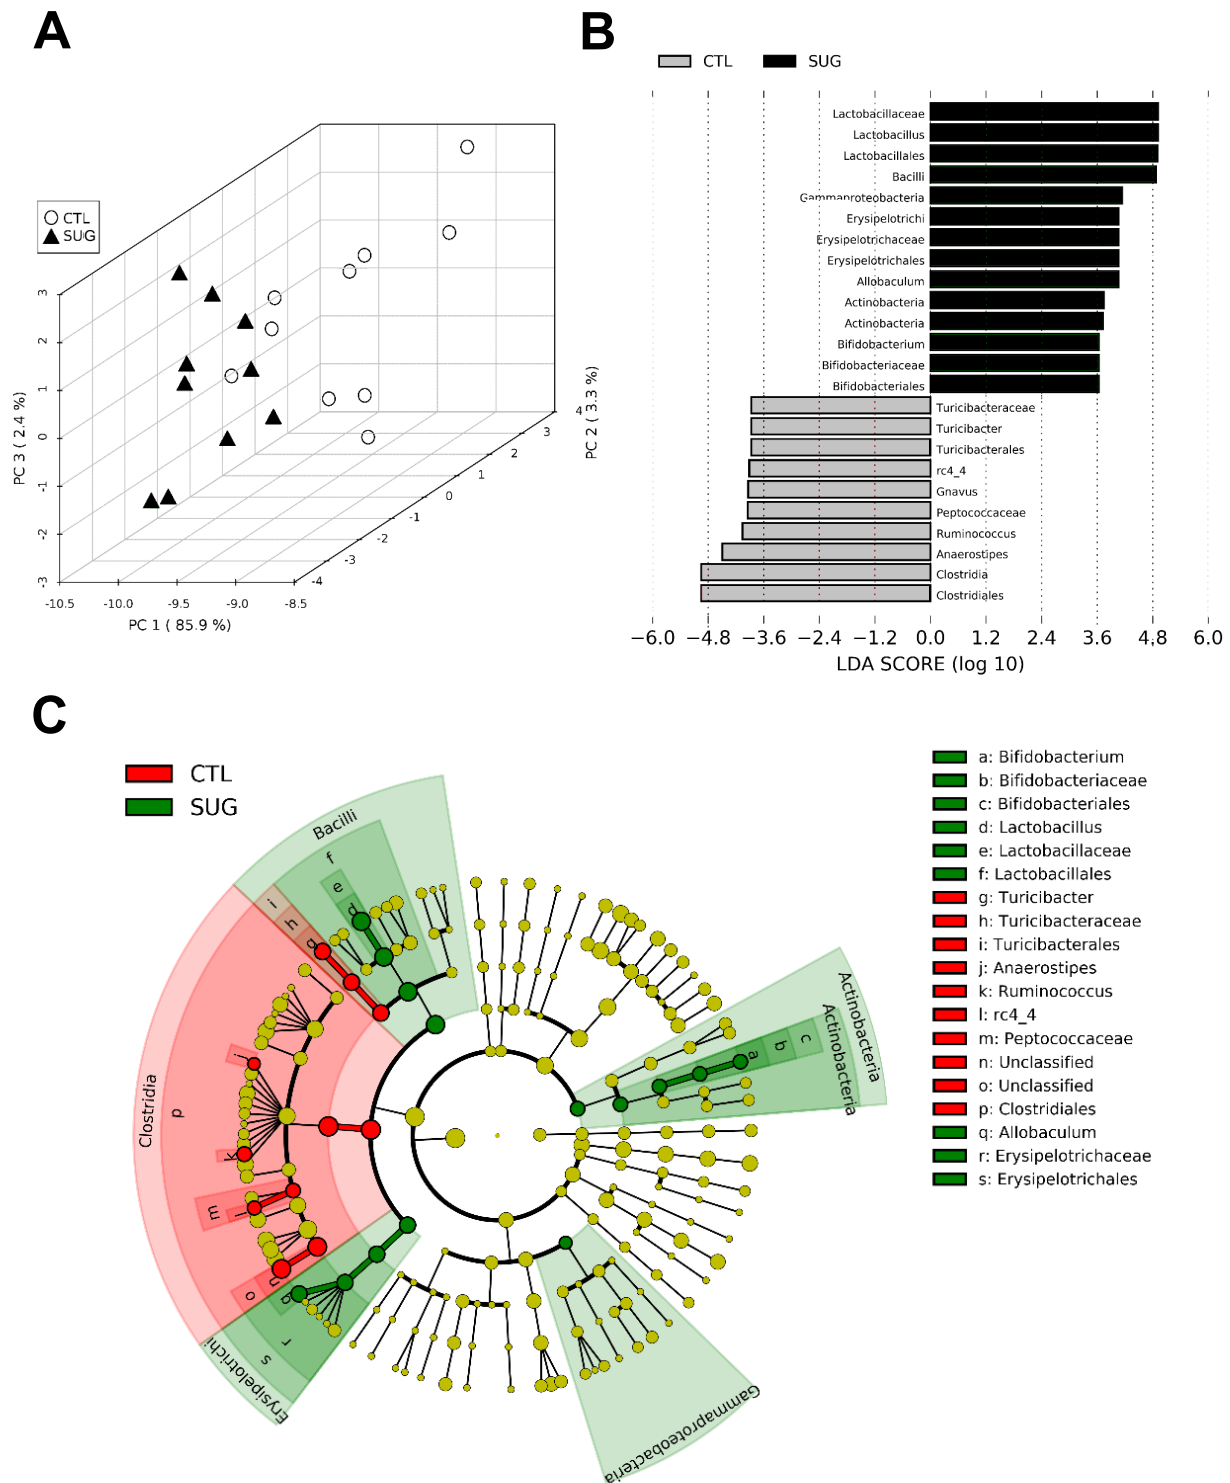 A
CTL
SUG
3
2
1
0
-1
-2
-3
PC 3 ( 2.4 %)
-10.5
-10.0
-9.5
-9.0
-8.5
PC 1 ( 85.9 %)
-4
-3
-2
-1
0
1
2
3
4
PC 2 ( 3.3 %)
B
CTL
SUG
Lactobacillaceae
Lactobacillus
Lactobacillales
Bacilli
Gammaproteobacteria
Erysipelotrichi
Erysipelotrichaceae
Erysipelotrichales
Allobaculum
Actinobacteria
Actinobacteria
Bifidobacterium
Bifidobacteriaceae
Bifidobacteriales
Turicibacteraceae
Turicibacter
Turicibacterales
rc4_4
Gnavus
Peptococcaceae
Ruminococcus
Anaerostipes
Clostridia
Clostridiales
−6.0 −4.8 −3.6 −2.4 −1.2 0.0 1.2 2.4 3.6 4.8 6.0
LDA SCORE (log 10)
C
CTL
SUG
Bacilli
f
e
d
i
h
g
Clostridia
p
j
k
m
l
n
o
q
r
s
Erysipelotrichi
Gammaproteobacteria
Actinobacteria
Actinobacteria
a
b
c
a: Bifidobacterium
b: Bifidobacteriaceae
c: Bifidobacteriales
d: Lactobacillus
e: Lactobacillaceae
f: Lactobacillales
g: Turicibacter
h: Turicibacteraceae
i: Turicibacterales
j: Anaerostipes
k: Ruminococcus
l: rc4_4
m: Peptococcaceae
n: Unclassified
o: Unclassified
p: Clostridiales
q: Allobaculum
r: Erysipelotrichaceae
s: Erysipelotrichales